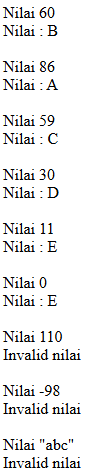 Nilai 60
Nilai : B
Nilai 86
Nilai : A
Nilai 59
Nilai : C
Nilai 30
Nilai : D
Nilai 11
Nilai : E
Nilai 0
Nilai : E
Nilai 110
Invalid nilai
Nilai -98
Invalid nilai
Nilai "abc"
Invalid nilai